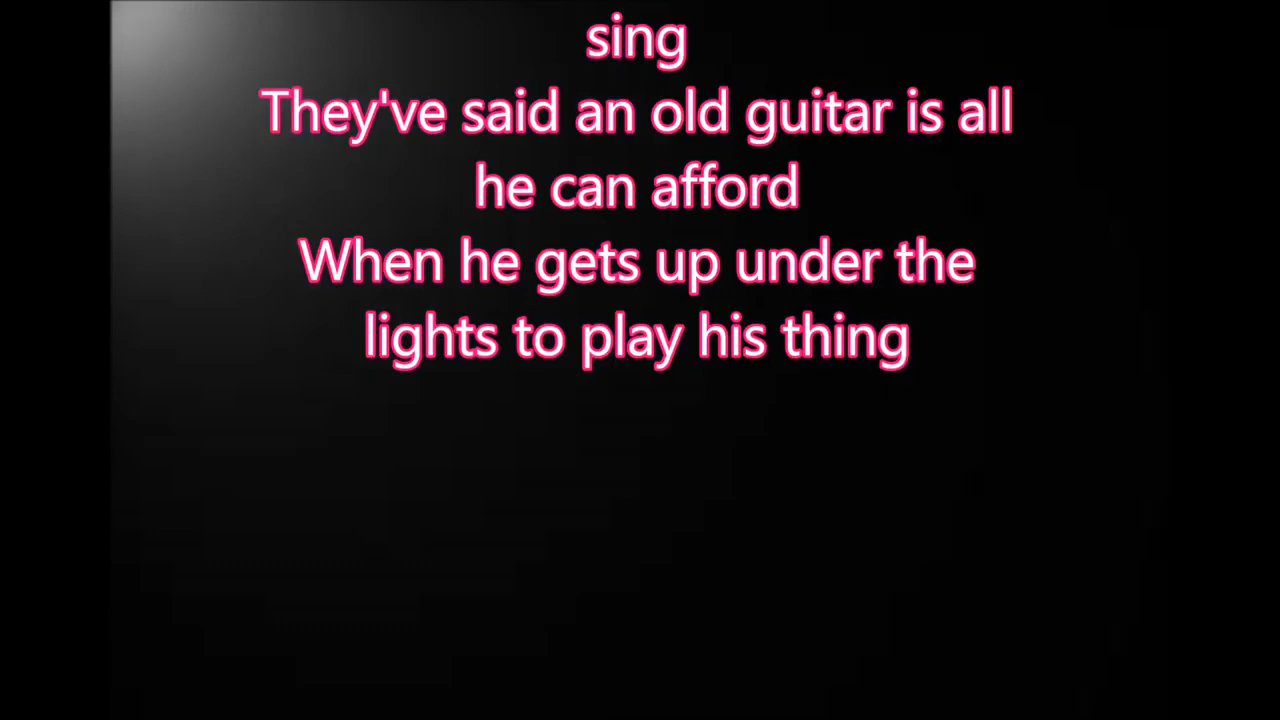 sing
They've said an old guitar is all
he can afford
When he gets up under the
lights to play his thing